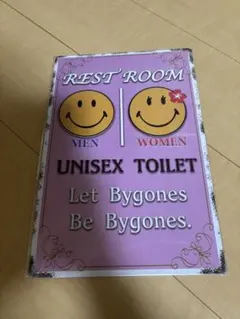 REST ROOM
MEN WOMEN
UNISEX TOILET
Let Bygones
Be Bygones.